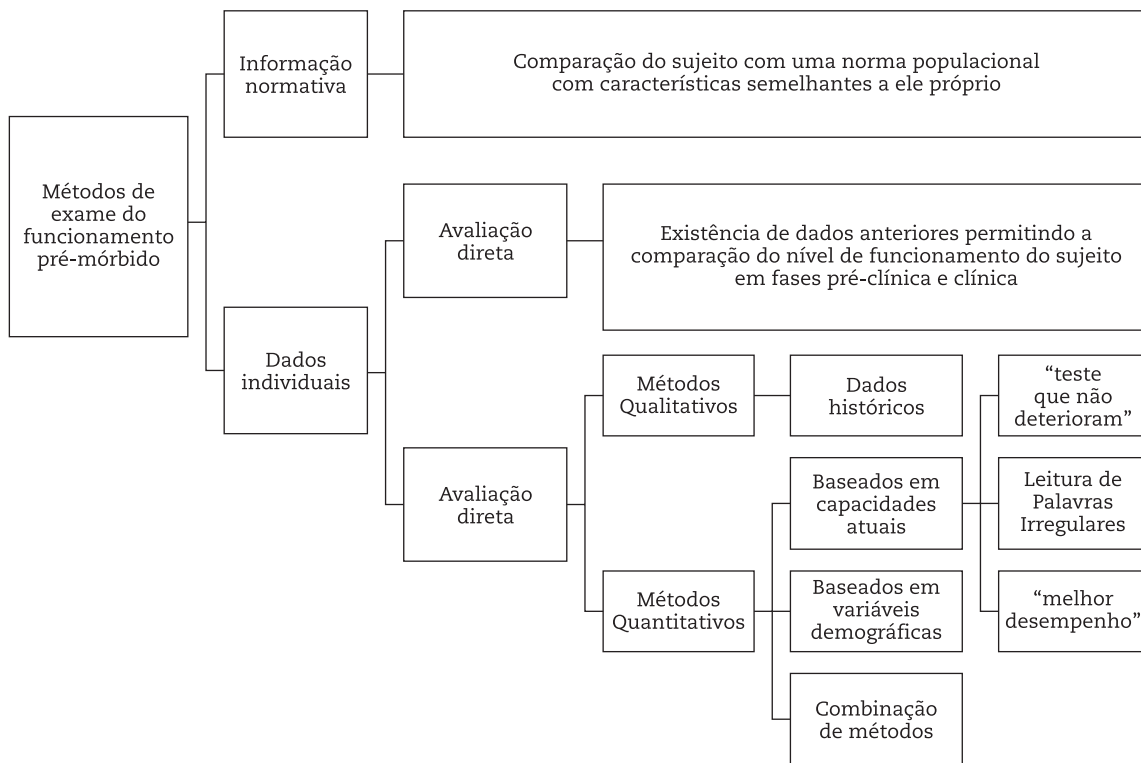 Informação
normativa
Comparação do sujeito com uma norma populacional
com características semelhantes a ele próprio
Métodos de
exame do
funcionamento
pré-mórbido
Avaliação
direta
Existência de dados anteriores permitindo a
comparação do nível de funcionamento do sujeito
em fases pré-clínica e clínica
Dados
individuais
Avaliação
direta
Métodos
Qualitativos
Dados
históricos
Métodos
Quantitativos
Baseados em
capacidades
atuais
“teste
que não
deterioram”
Leitura de
Palavras
Irregulares
“melhor
desempenho”
Baseados em
variáveis
demográficas
Combinação
de métodos